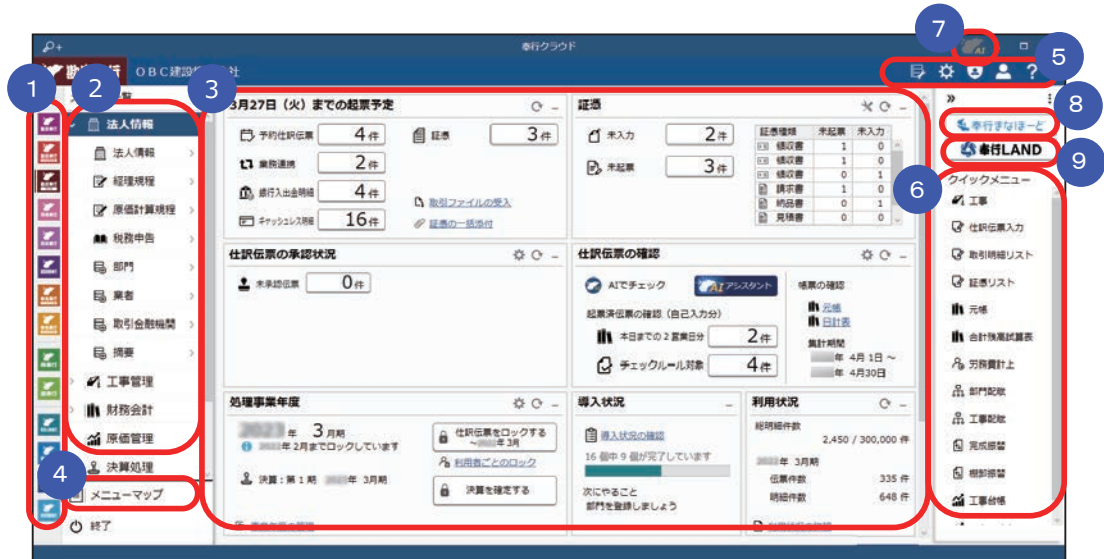 奉行クラウド
7
AI
5
OBC建設
社
?
1
2
3
覧
法人情報
法人情報
経理規程
原価計算規程
税務申告
部門
業者
取引金融機関
摘要
工事管理
財務会計
原価管理
決算処理
4
メニューマップ
終了
3月27日（火）までの起票予定
予約仕訳伝票 4件
業務連携 2件
銀行入出金明細 4件
キャッシュレス明細 16件
証憑 3件
取引ファイルの受入
証憑の一括添付
証憑
未入力 2件
未起票 3件
証憑種類 未起票 未入力
領収書 1 0
領収書 1 0
領収書 0 1
請求書 1 0
納品書 0 1
見積書 0 0
仕訳伝票の承認状況
未承認伝票 0件
仕訳伝票の確認
AIでチェック
AIアシスタント
起票済伝票の確認（自己入力分）
本日までの2営業日分 2件
チェックルール対象 4件
帳票の確認
元帳
日計表
集計期間
年 4月 1日 ～
年 4月30日
処理事業年度
2023 年 3月期
年 2月までロックしています
決算：第1期 年 3月期
仕訳伝票をロックする
～ 年 3月
利用者ごとのロック
決算を確定する
導入状況
導入状況の確認
16 個中 9 個が完了しています
次にやること
部門を登録しましょう
利用状況
総明細件数
2,450 / 300,000 件
年 3月期
伝票件数 335 件
明細件数 648 件
8
奉行まなぼーど
9
奉行LAND
6
クイックメニュー
工事
仕訳伝票入力
取引明細リスト
証憑リスト
元帳
合計残高試算表
労務費計上
部門配賦
工事配賦
完成振替
棚卸振替
工事台帳